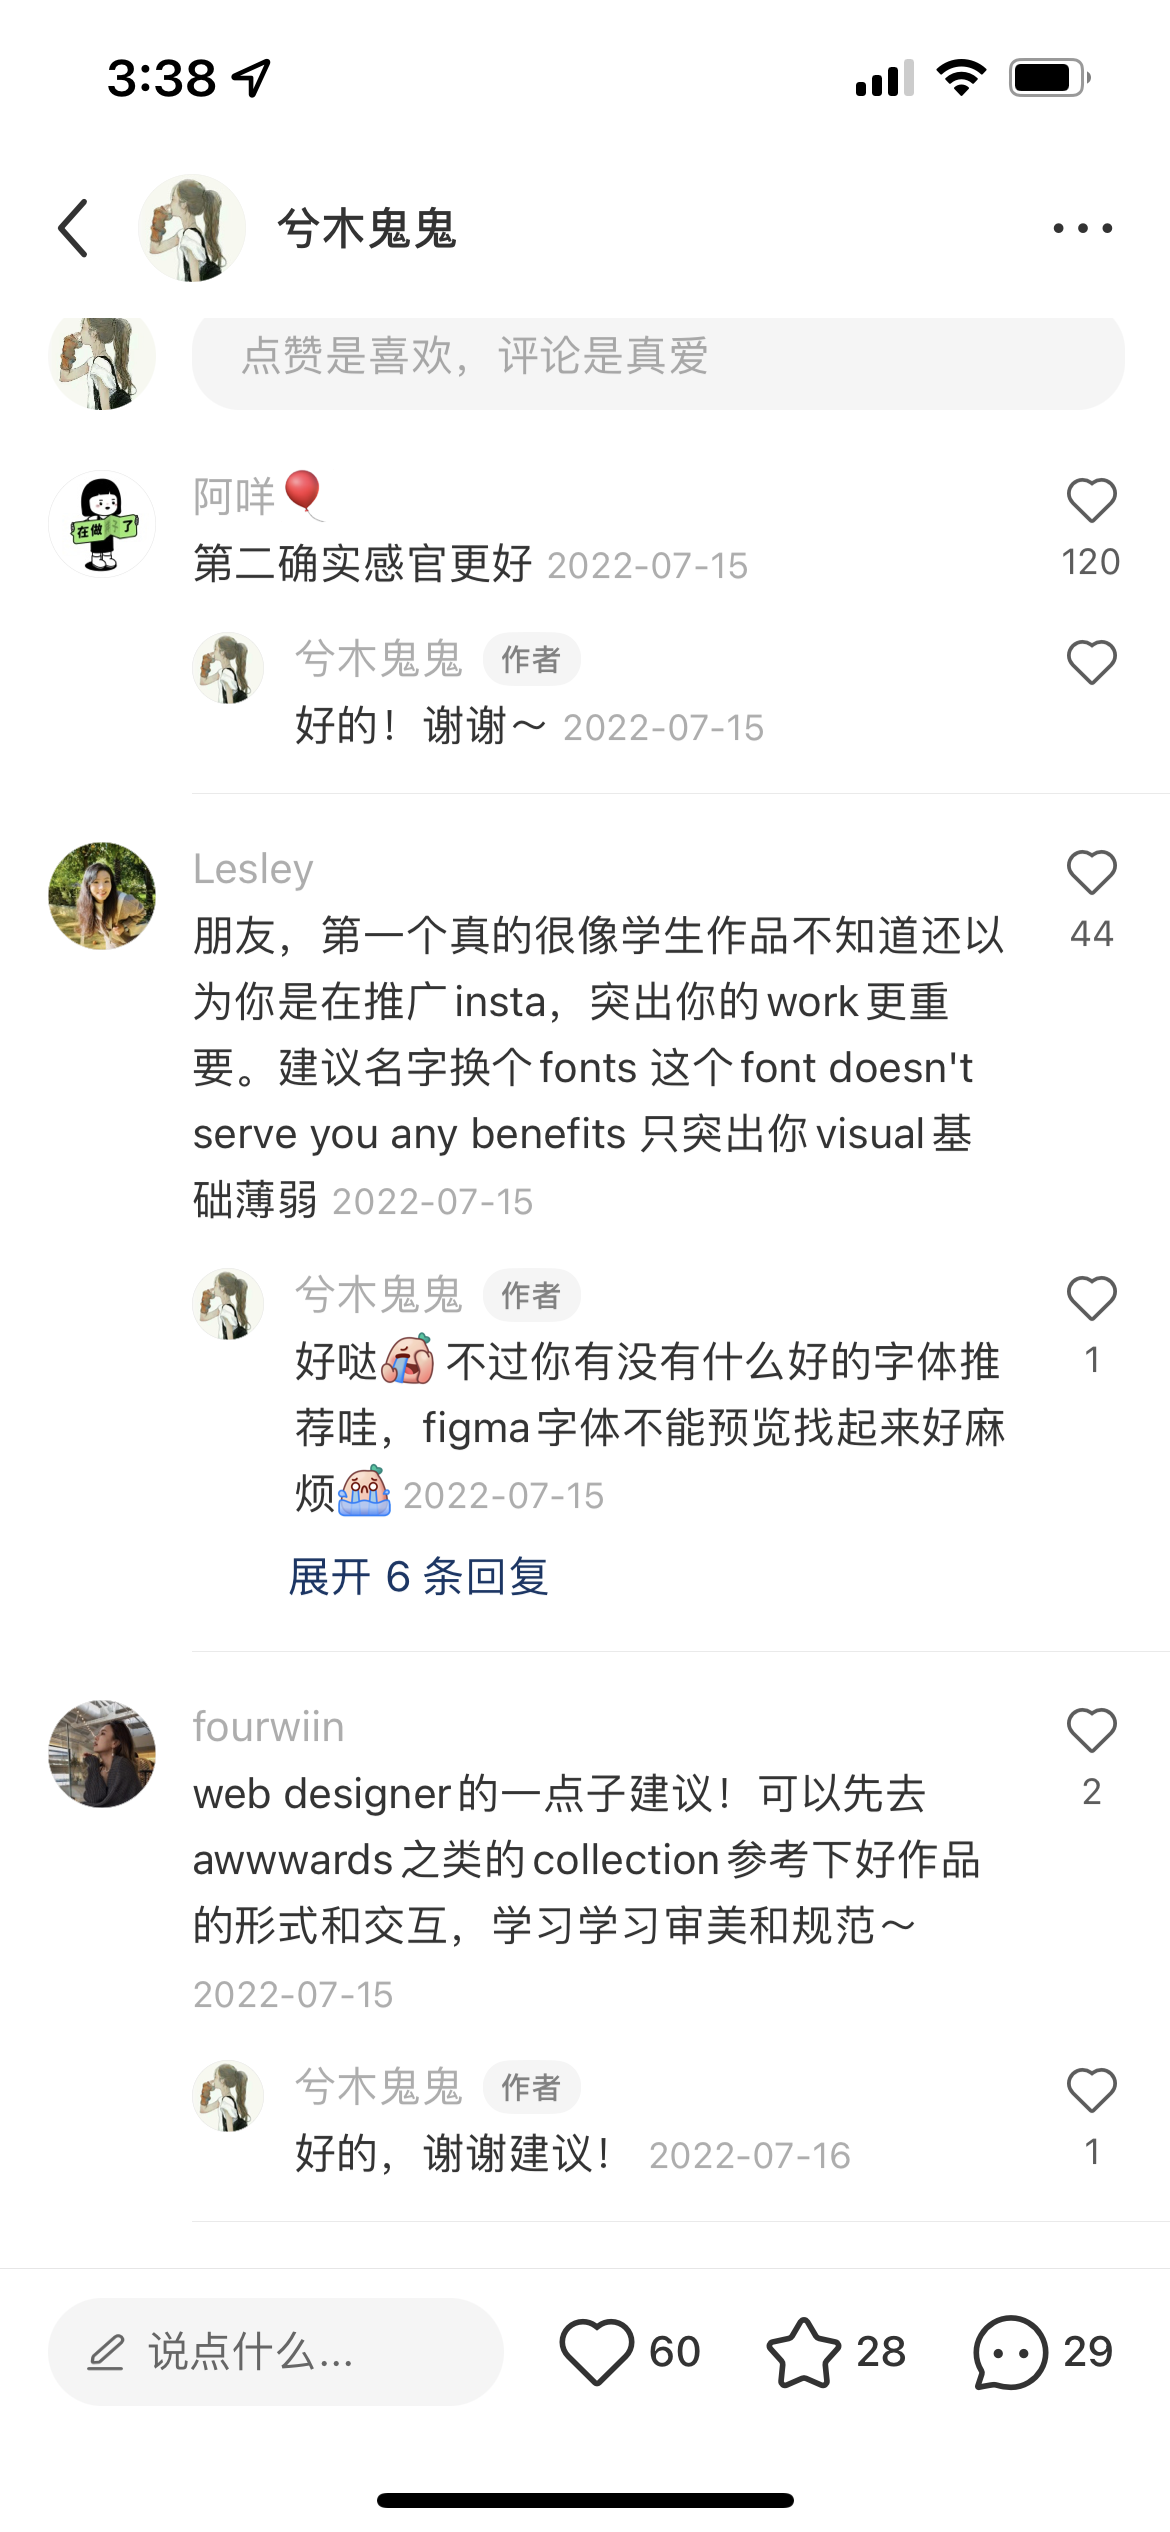 3:38
兮木鬼鬼
点赞是喜欢，评论是真爱
在做了
阿咩🎈
第二确实感官更好 2022-07-15
120
兮木鬼鬼 作者
好的！谢谢～ 2022-07-15
Lesley
朋友，第一个真的很像学生作品不知道还以
44
为你是在推广insta，突出你的work更重
要。建议名字换个fonts 这个font doesn't
serve you any benefits 只突出你visual基
础薄弱 2022-07-15
兮木鬼鬼 作者
好哒 不过你有没有什么好的字体推
1
荐哇，figma字体不能预览找起来好麻
烦 2022-07-15
展开 6 条回复
fourwiin
web designer的一点子建议！可以先去
2
awwwards之类的collection参考下好作品
的形式和交互，学习学习审美和规范～
2022-07-15
兮木鬼鬼 作者
好的，谢谢建议！ 2022-07-16
1
说点什么... 60 28 29